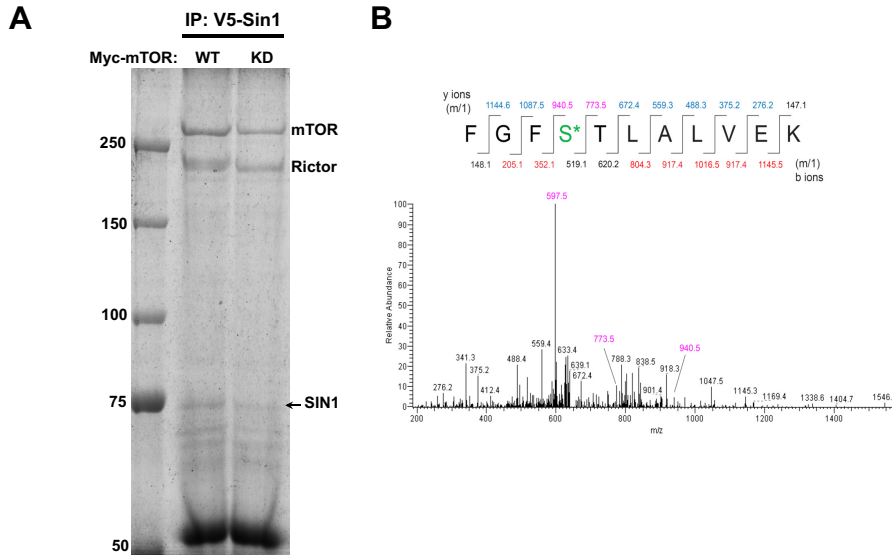 A
IP: V5-Sin1
Myc-mTOR: WT KD
250
150
100
75
50
mTOR
Rictor
SIN1
B
y ions
(m/1)
1144.6 1087.5 940.5 773.5 672.4 559.3 488.3 375.2 276.2 147.1
F G F S* T L A L V E K
148.1 205.1 352.1 519.1 620.2 804.3 917.4 1016.5 917.4 1145.5
(m/1)
b ions
Relative Abundance
100
90
80
70
60
50
40
30
20
10
0
597.5
773.5
940.5
341.3
375.2
276.2
412.4
488.4
559.4
633.4
639.1
672.4
788.3
838.5
901.4
918.3
1047.5
1145.3
1169.4
1338.6
1404.7
1546.
200 400 600 800 1000 1200 1400
m/z